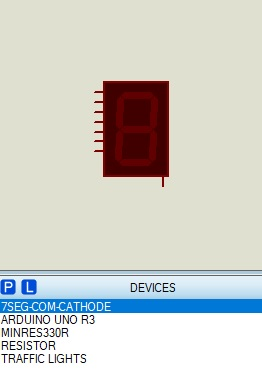 P L DEVICES
7SEG-COM-CATHODE
ARDUINO UNO R3
MINRES330R
RESISTOR
TRAFFIC LIGHTS